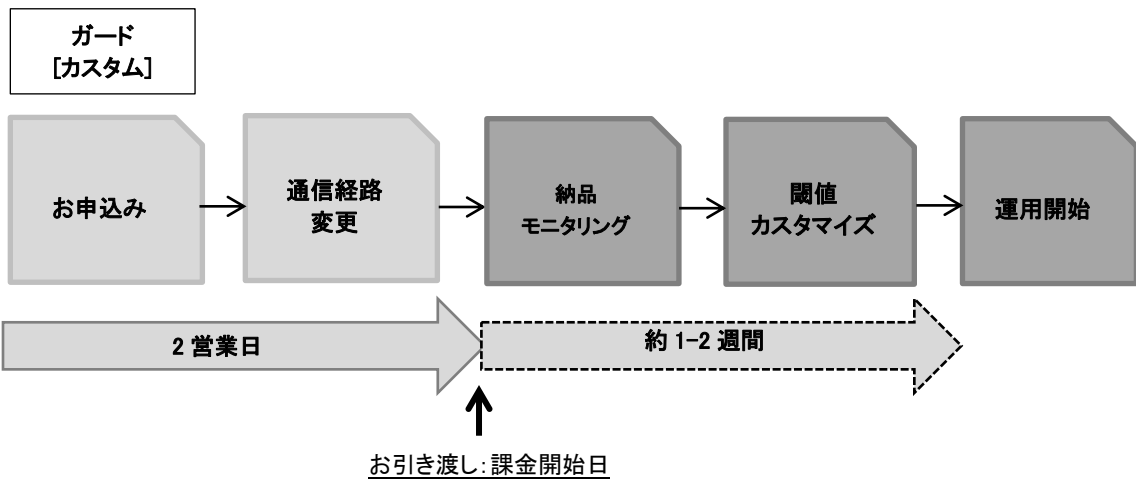 ガード
[カスタム]
お申込み
通信経路
変更
納品
モニタリング
閾値
カスタマイズ
運用開始
2 営業日
約 1-2 週間
お引き渡し：課金開始日